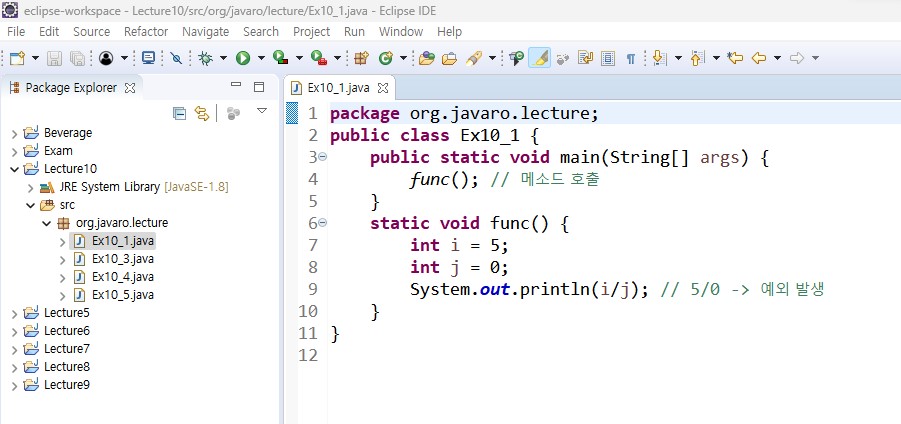 eclipse-workspace - Lecture10/src/org/javaro/lecture/Ex10_1.java - Eclipse IDE
File Edit Source Refactor Navigate Search Project Run Window Help
Package Explorer
Beverage
Exam
Lecture10
JRE System Library [JavaSE-1.8]
src
org.javaro.lecture
Ex10_1.java
Ex10_3.java
Ex10_4.java
Ex10_5.java
Lecture5
Lecture6
Lecture7
Lecture8
Lecture9
Ex10_1.java
1 package org.javaro.lecture;
2 public class Ex10_1 {
3 public static void main(String[] args) {
4 func(); // 메소드 호출
5 }
6 static void func() {
7 int i = 5;
8 int j = 0;
9 System.out.println(i/j); // 5/0 -> 예외 발생
10 }
11 }
12